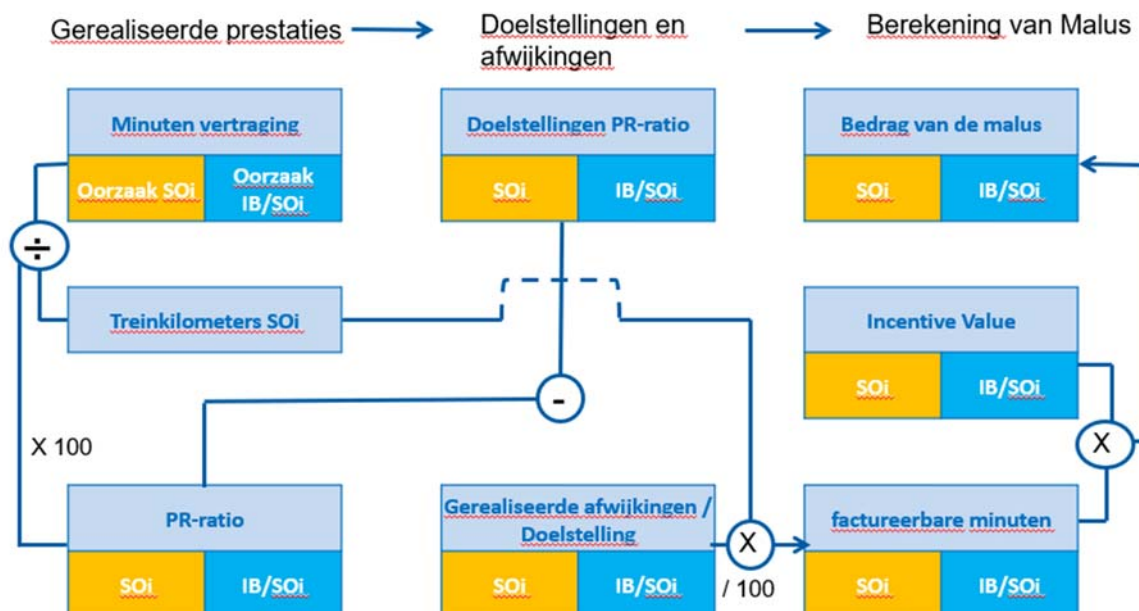 Gerealiseerde prestaties
Doelstellingen en
afwijkingen
Berekening van Malus
Minuten vertraging
Oorzaak SOi
Oorzaak
IB/SOi
Doelstellingen PR-ratio
SOi
IB/SOi
Bedrag van de malus
SOi
IB/SOi
÷
Treinkilometers SOi
Incentive Value
SOi
IB/SOi
-
X 100
X
PR-ratio
SOi
IB/SOi
Gerealiseerde afwijkingen /
Doelstelling
SOi
IB/SOi
X
/ 100
factureerbare minuten
SOi
IB/SOi